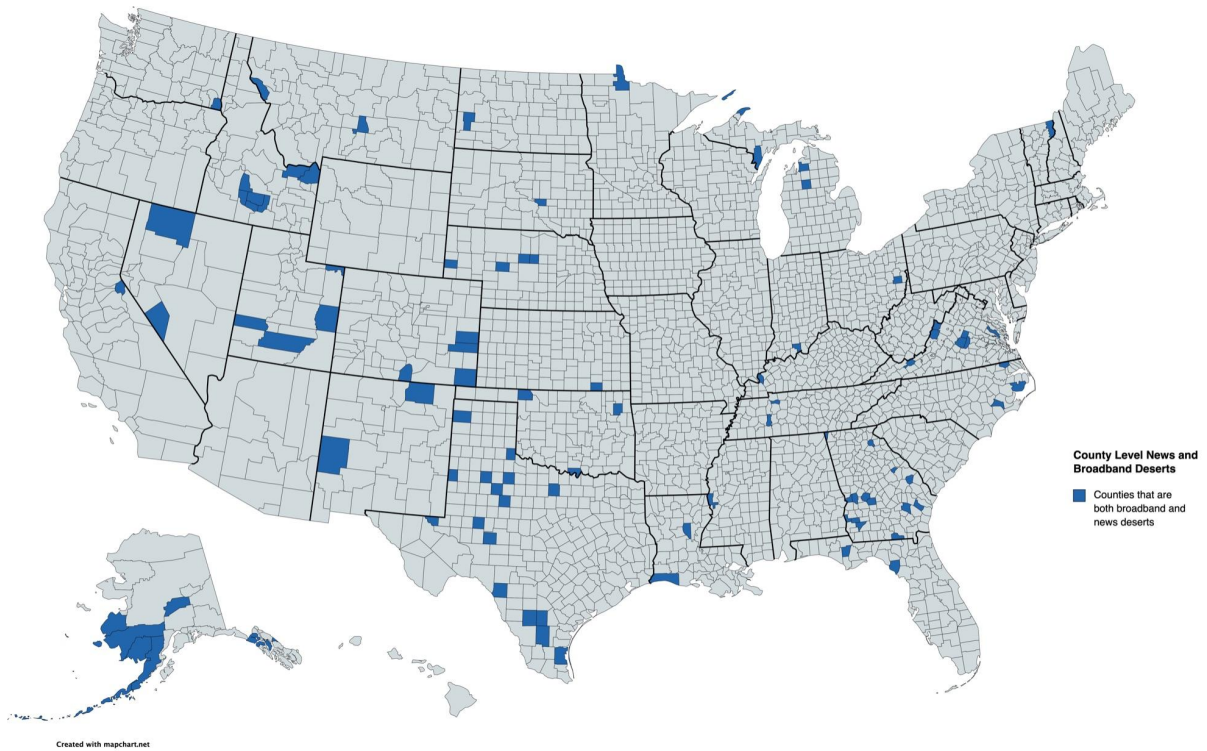 County Level News and
Broadband Deserts
Counties that are
both broadband and
news deserts
Created with mapchart.net